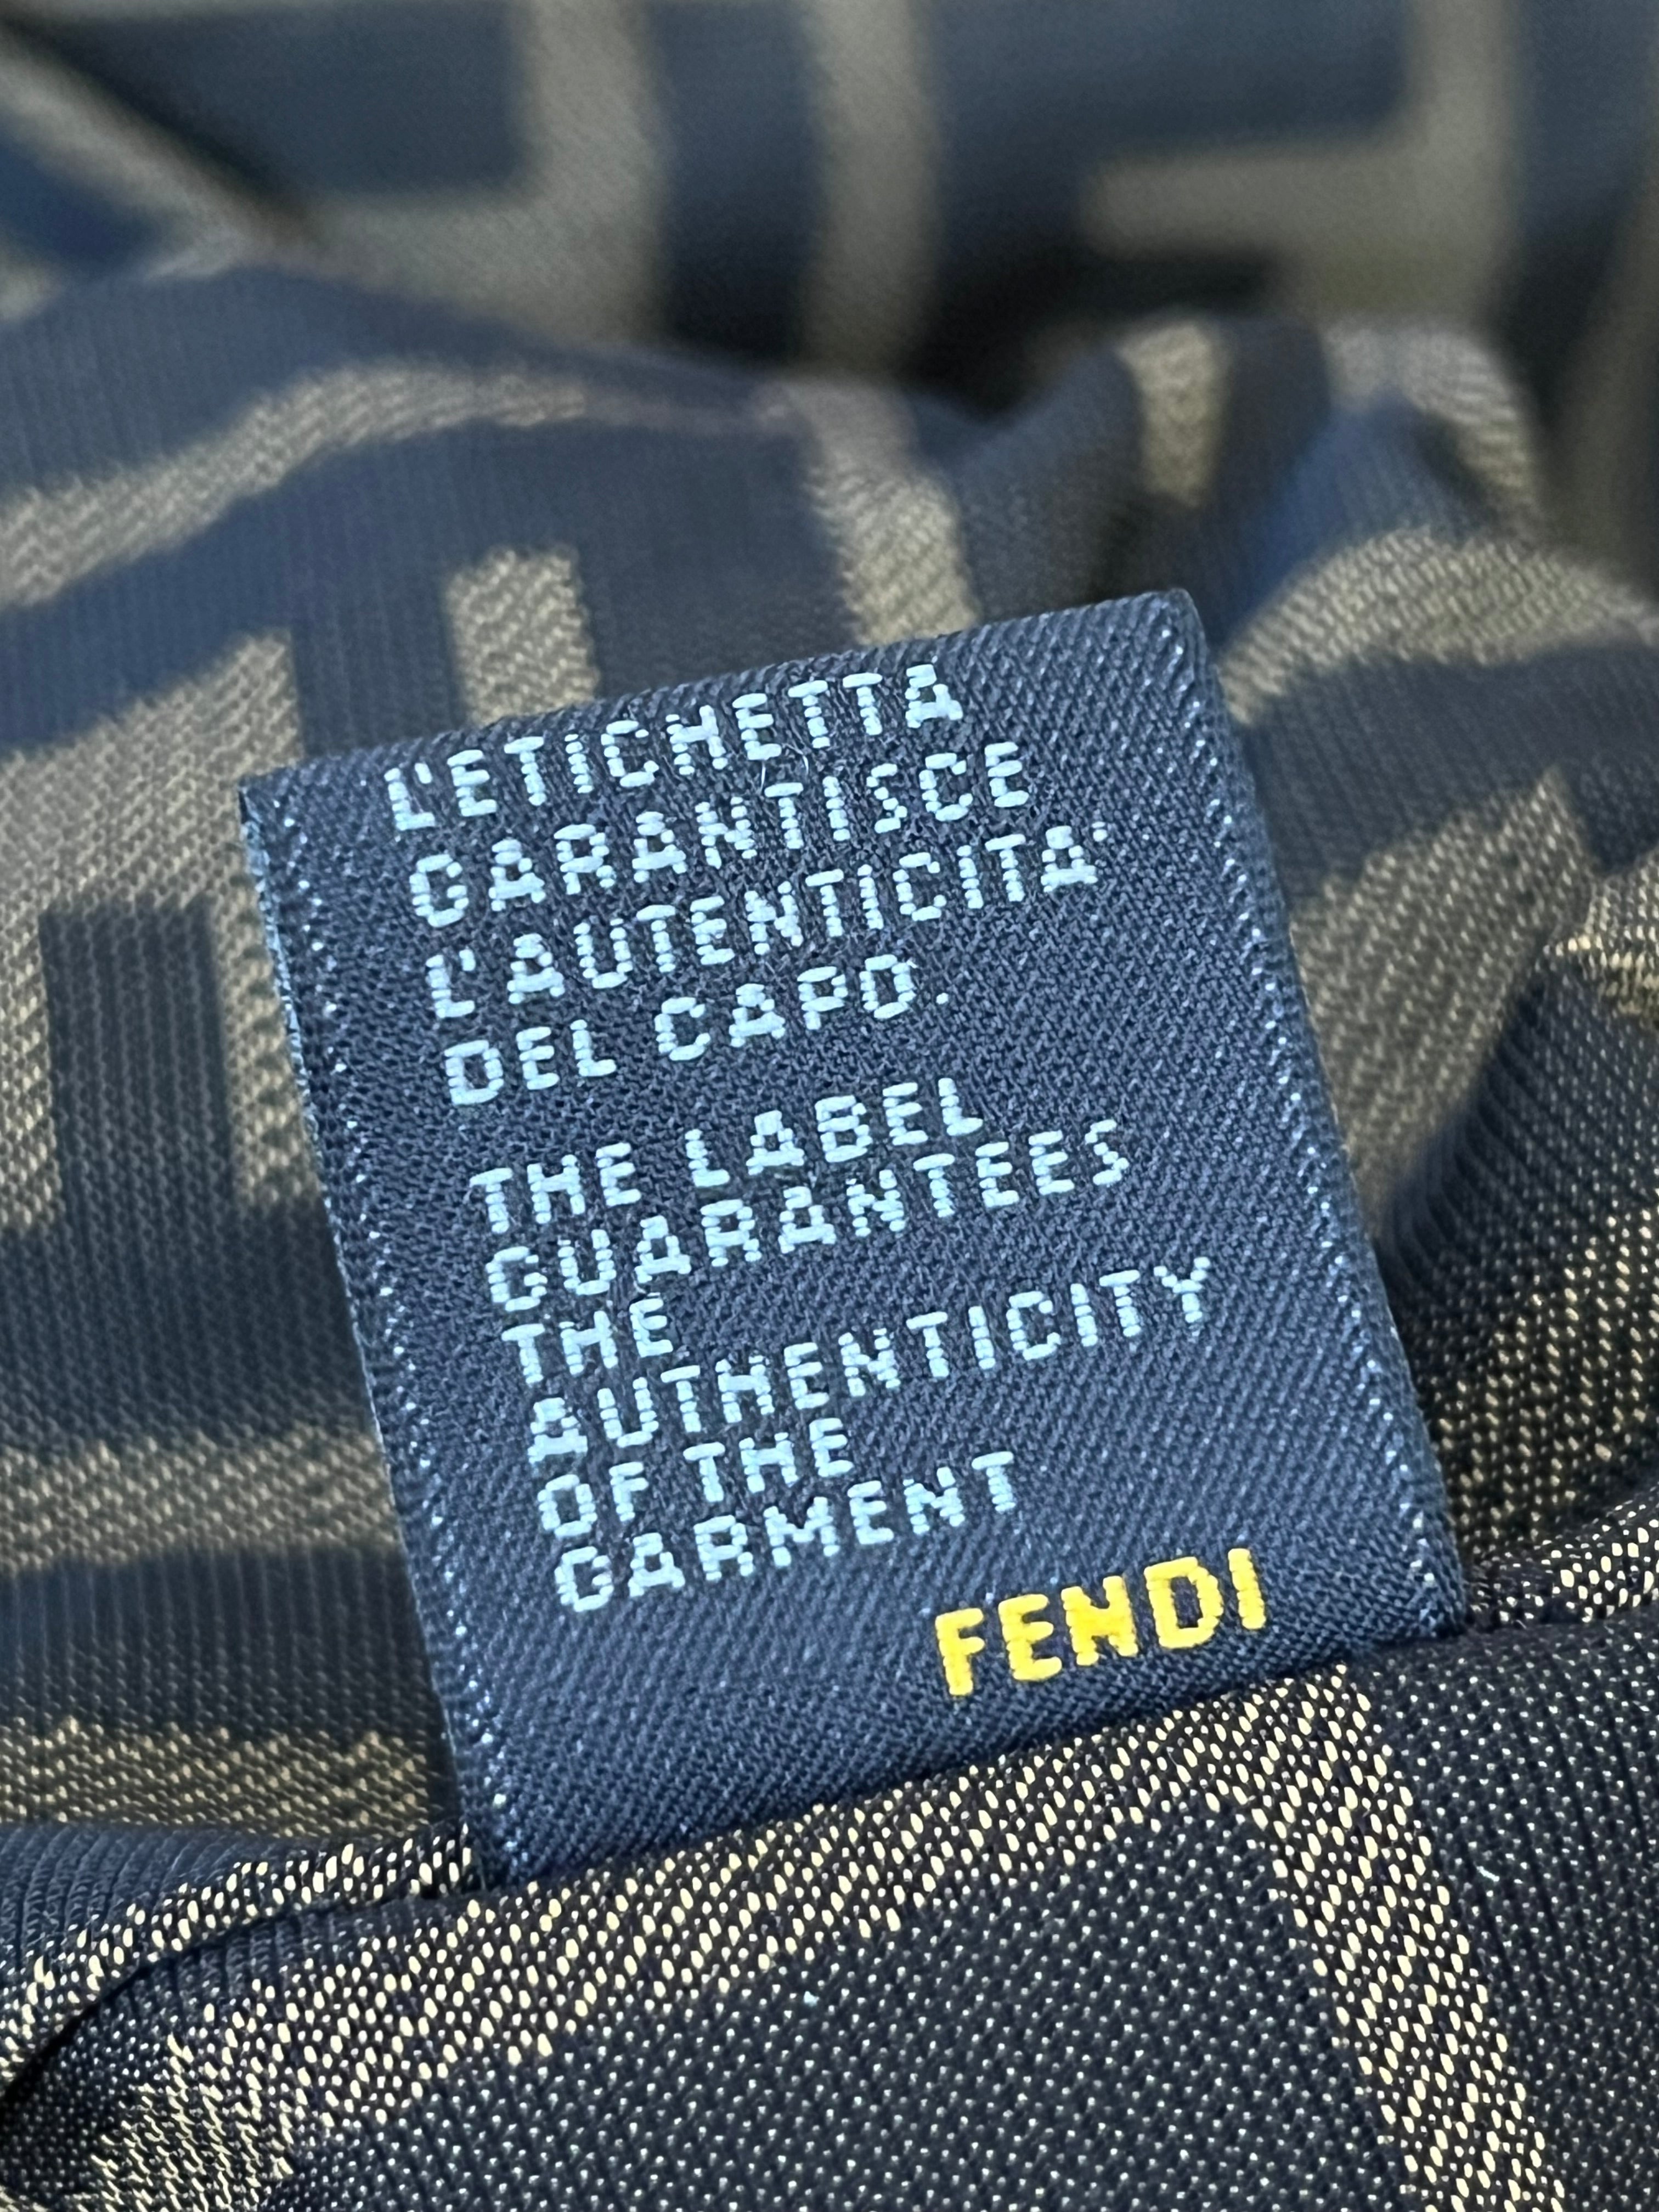 L'ETICHETTA
GARANTISCE
L'AUTENTICITA'
DEL CAPO.
THE LABEL
GUARANTEES
THE
AUTHENTICITY
OF THE
GARMENT
FENDI